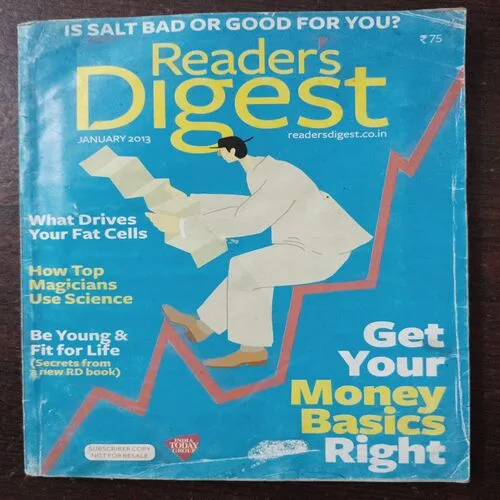 IS SALT BAD OR GOOD FOR YOU?
₹ 75
Reader's
Digest
JANUARY 2013
readersdigest.co.in
What Drives
Your Fat Cells
How Top
Magicians
Use Science
Be Young &
Fit for Life
(Secrets from
a new RD book)
Get
Your
Money
Basics
Right
SUBSCRIBER COPY
NOT FOR RESALE
INDIA
TODAY
GROUP